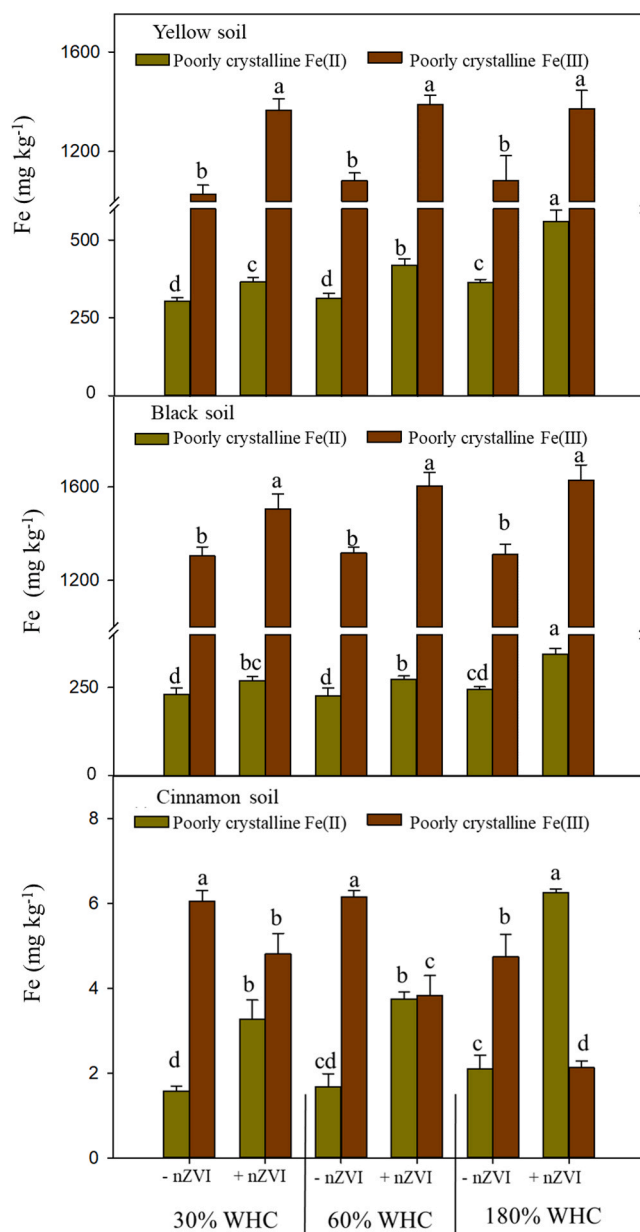 Yellow soil
Poorly crystalline Fe(II) Poorly crystalline Fe(III)
Fe (mg kg⁻¹)
1600
1200
500
250
0
d b c a d b b a c b a a
Black soil
Poorly crystalline Fe(II) Poorly crystalline Fe(III)
Fe (mg kg⁻¹)
1600
1200
250
0
d b bc a d b b a cd b a a
Cinnamon soil
Poorly crystalline Fe(II) Poorly crystalline Fe(III)
Fe (mg kg⁻¹)
8
6
4
2
0
d a b b cd a b c c b a d
- nZVI + nZVI - nZVI + nZVI - nZVI + nZVI
30% WHC 60% WHC 180% WHC